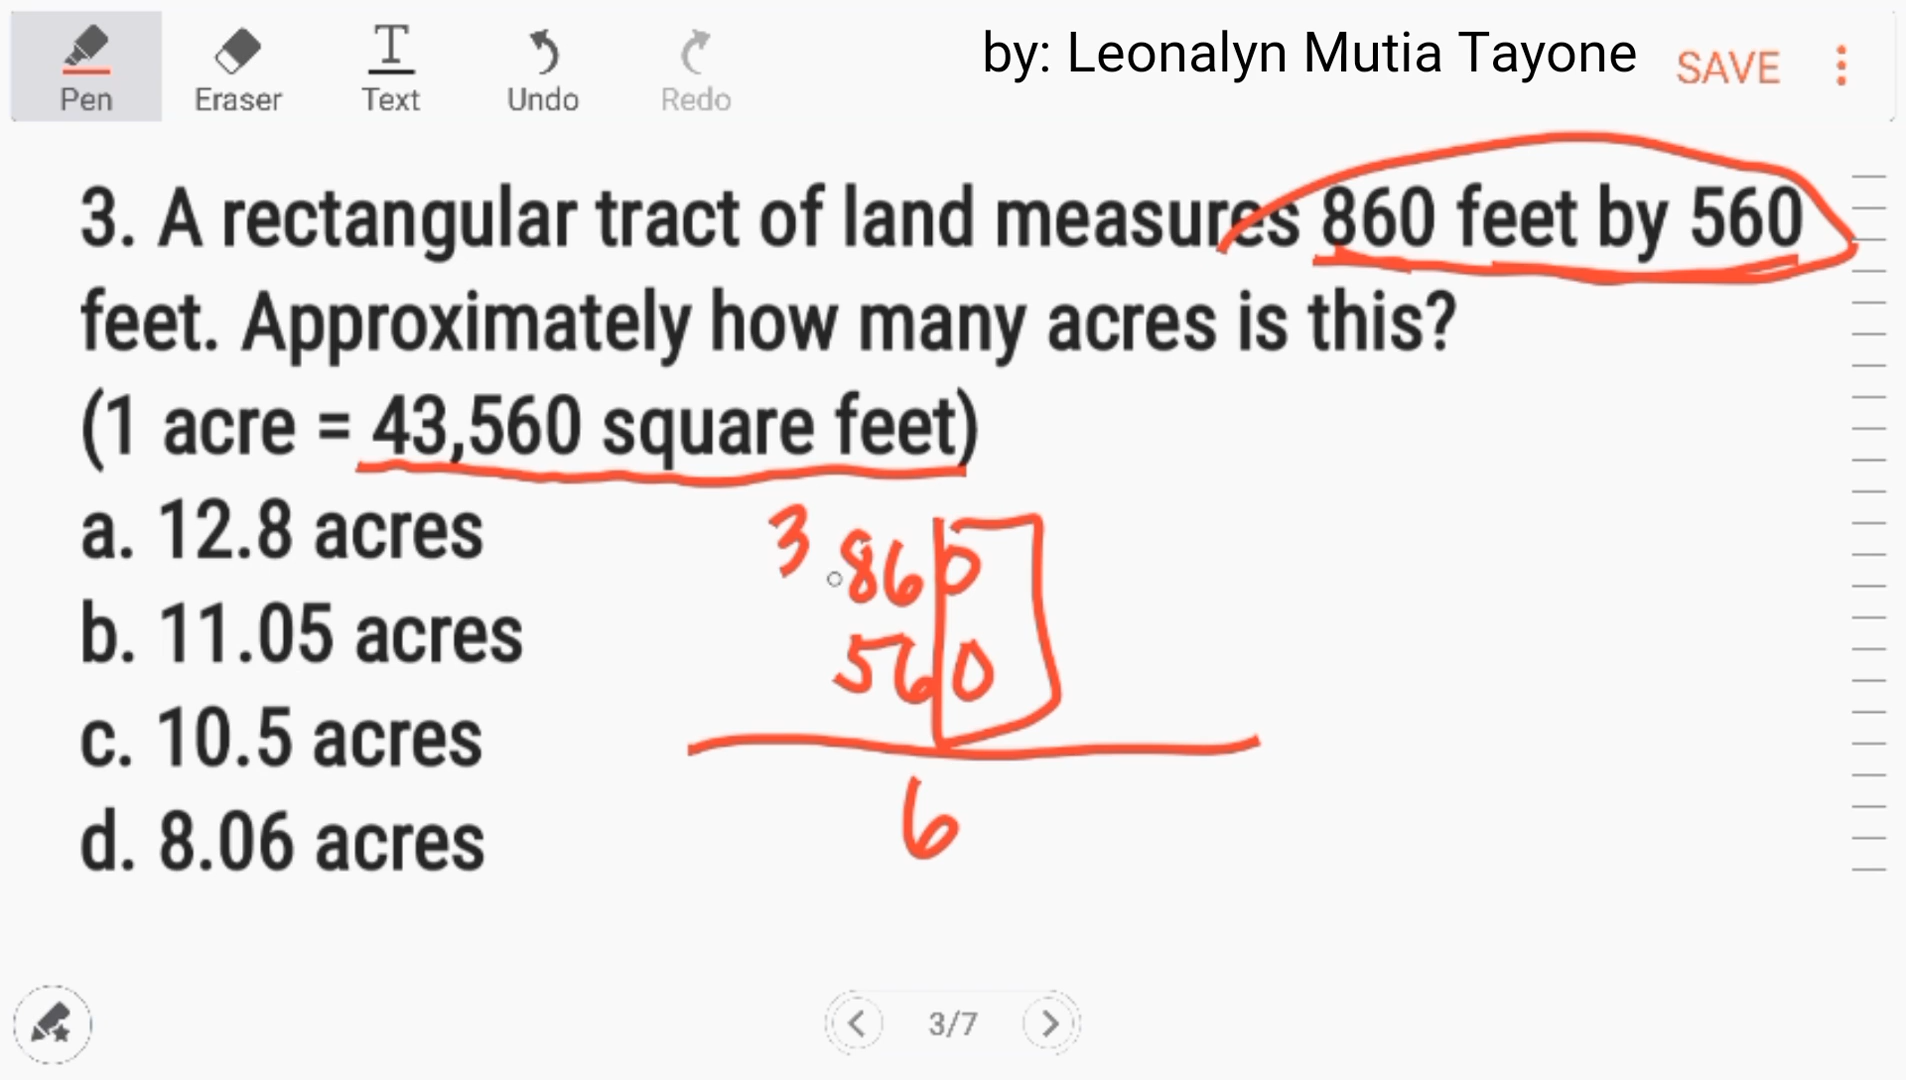 Pen
Eraser
Text
Undo
Redo
by: Leonalyn Mutia Tayone
SAVE
3. A rectangular tract of land measures 860 feet by 560
feet. Approximately how many acres is this?
(1 acre = 43,560 square feet)
a. 12.8 acres
b. 11.05 acres
c. 10.5 acres
d. 8.06 acres
3 860
560
6
3/7